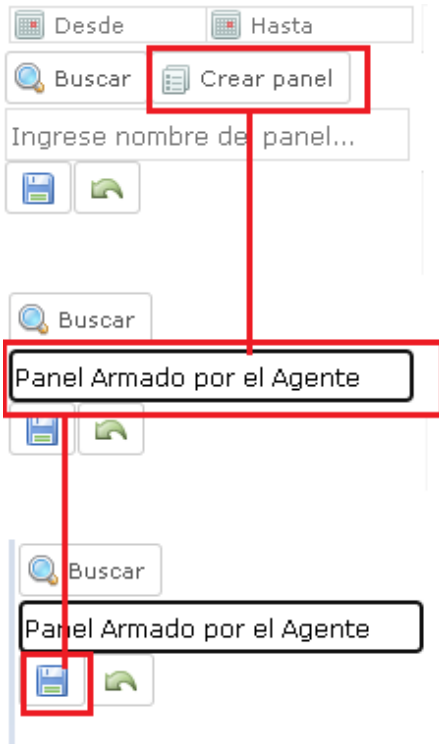 Desde Hasta
Buscar Crear panel
Ingrese nombre del panel...
Buscar
Panel Armado por el Agente
Buscar
Panel Armado por el Agente